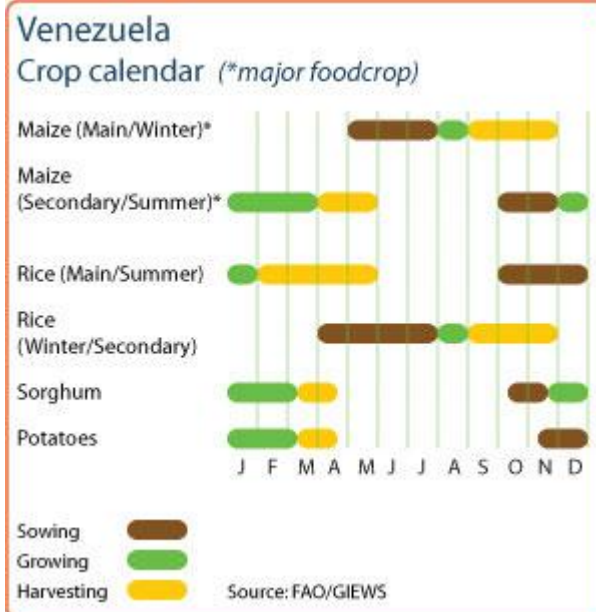 Venezuela
Crop calendar (*major foodcrop)
Maize (Main/Winter)*
Maize
(Secondary/Summer)*
Rice (Main/Summer)
Rice
(Winter/Secondary)
Sorghum
Potatoes
J F M A M J J A S O N D
Sowing
Growing
Harvesting
Source: FAO/GIEWS